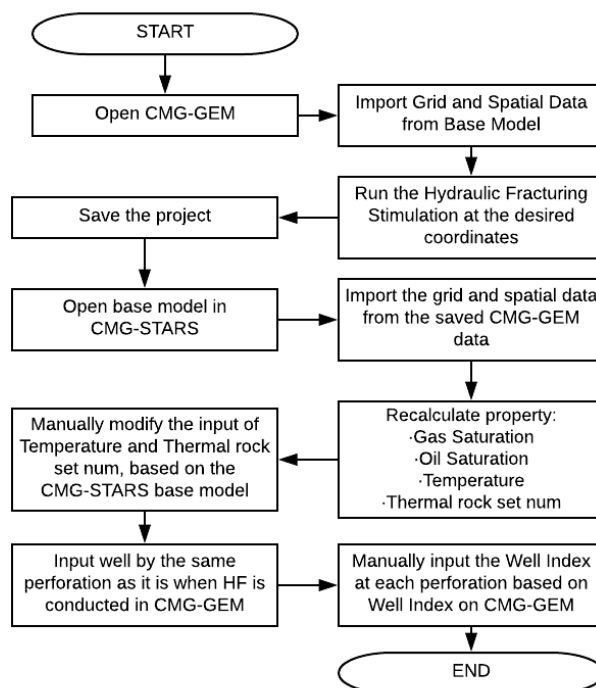 START
Open CMG-GEM
Import Grid and Spatial Data
from Base Model
Run the Hydraulic Fracturing
Stimulation at the desired
coordinates
Save the project
Open base model in
CMG-STARS
Import the grid and spatial data
from the saved CMG-GEM
data
Recalculate property:
·Gas Saturation
·Oil Saturation
·Temperature
·Thermal rock set num
Manually modify the input of
Temperature and Thermal rock
set num, based on the
CMG-STARS base model
Input well by the same
perforation as it is when HF is
conducted in CMG-GEM
Manually input the Well Index
at each perforation based on
Well Index on CMG-GEM
END